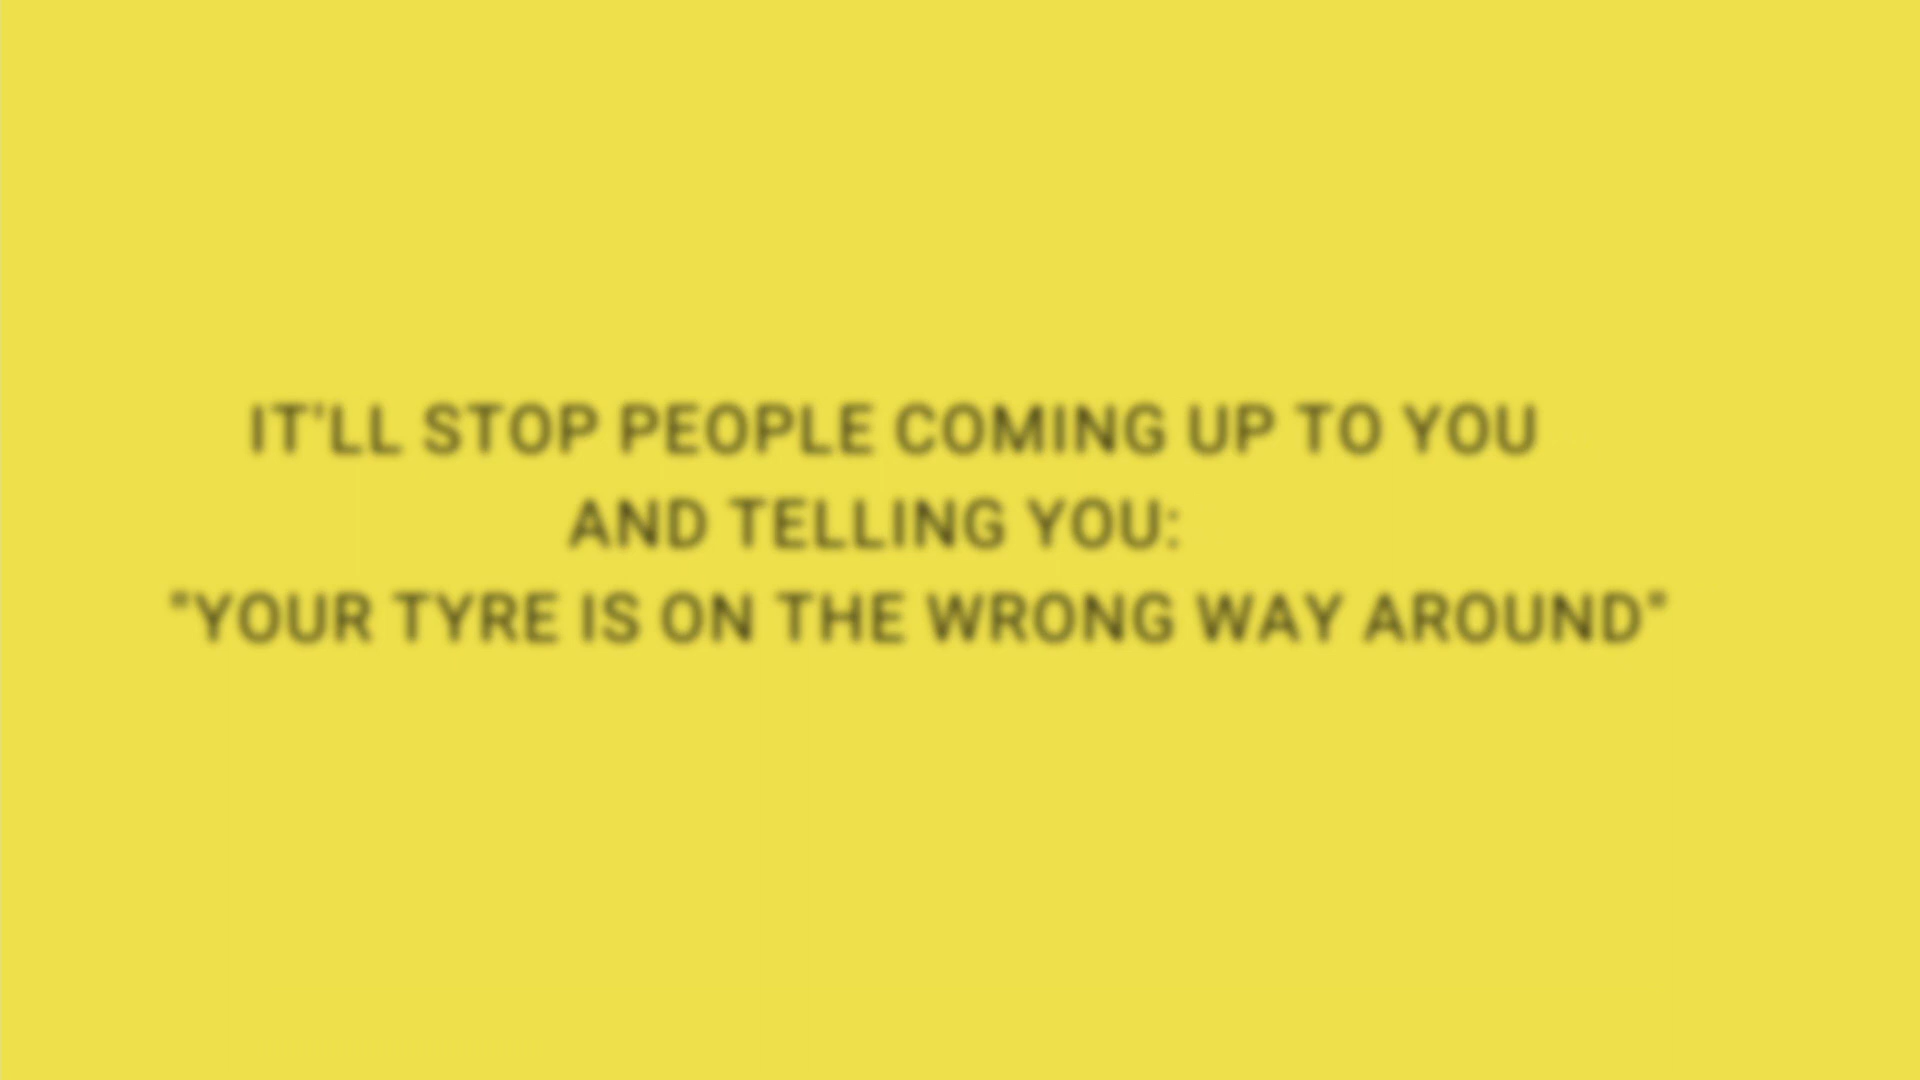 IT'LL STOP PEOPLE COMING UP TO YOU
AND TELLING YOU:
"YOUR TYRE IS ON THE WRONG WAY AROUND"